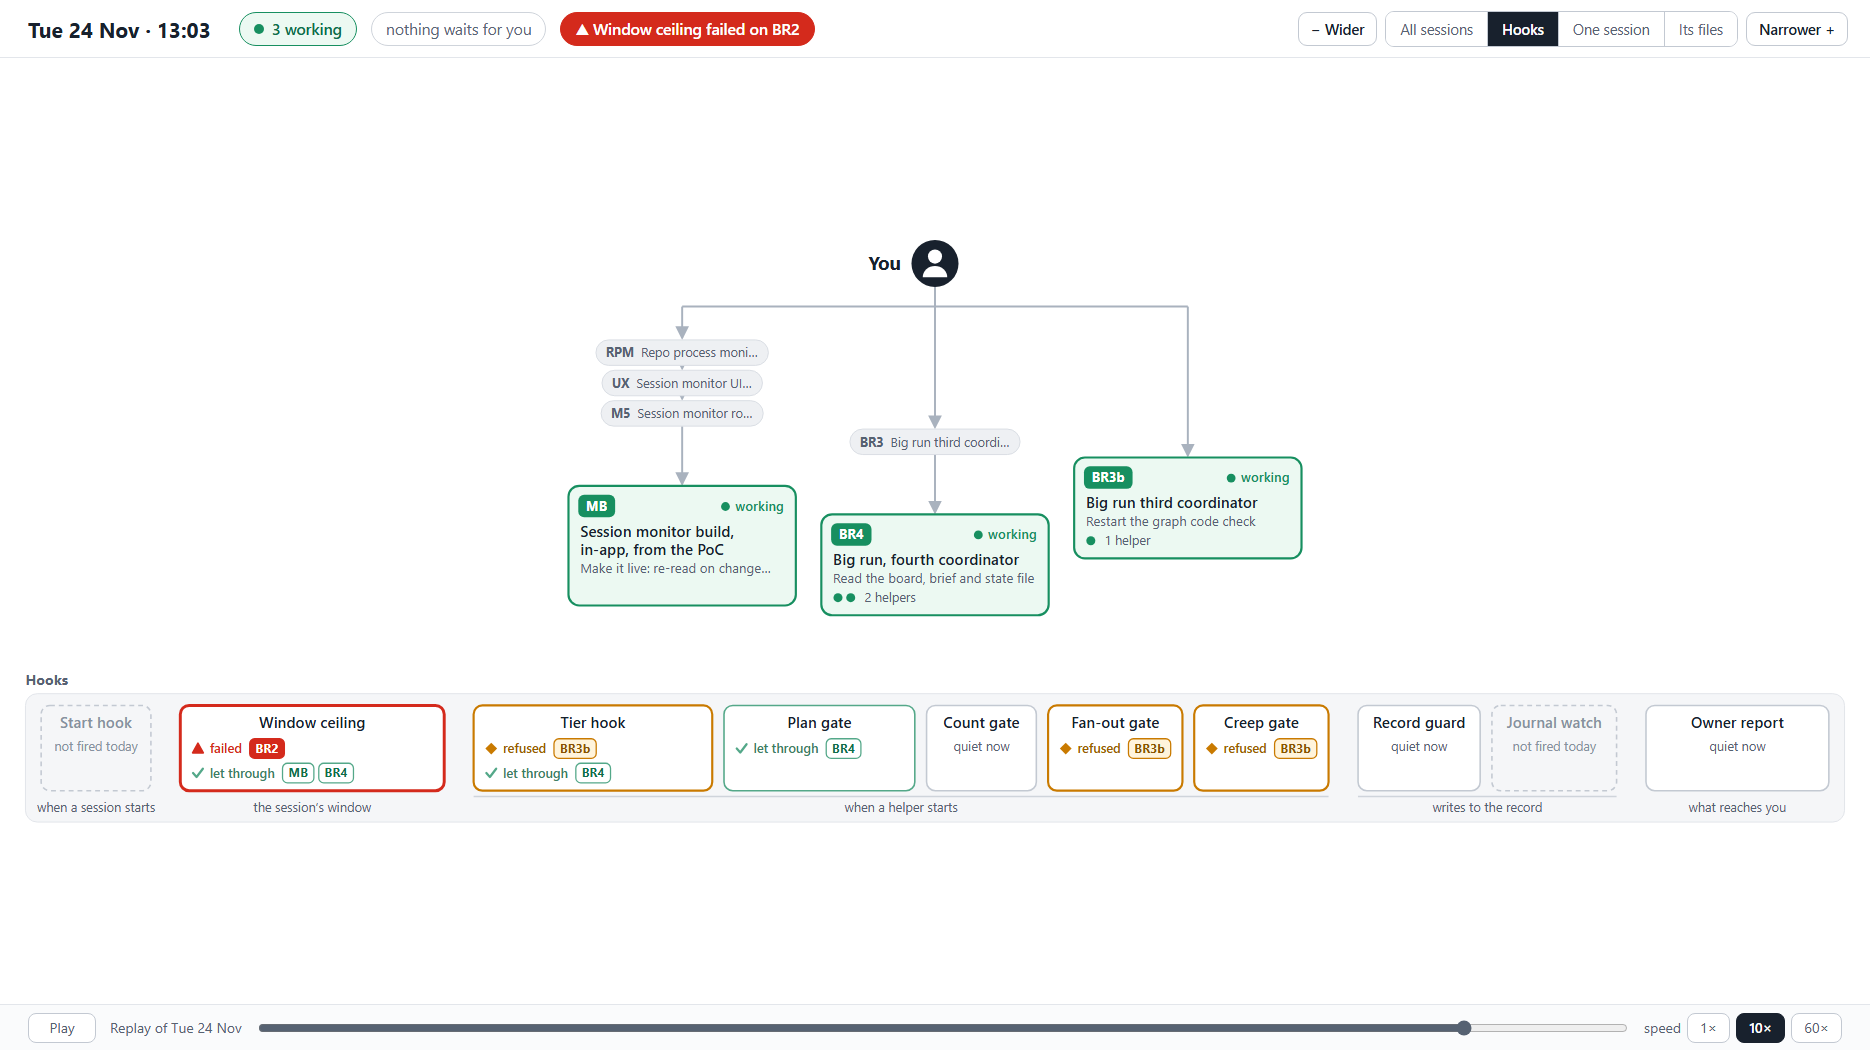 Tue 24 Nov · 13:03
3 working
nothing waits for you
Window ceiling failed on BR2
− Wider
All sessions
Hooks
One session
Its files
Narrower +
You
RPM Repo process moni...
UX Session monitor UI...
M5 Session monitor ro...
BR3 Big run third coordi...
MB
working
Session monitor build,
in-app, from the PoC
Make it live: re-read on change...
BR4
working
Big run, fourth coordinator
Read the board, brief and state file
2 helpers
BR3b
working
Big run third coordinator
Restart the graph code check
1 helper
Hooks
Start hook
not fired today
when a session starts
Window ceiling
failed BR2
let through MB BR4
the session's window
Tier hook
refused BR3b
let through BR4
Plan gate
let through BR4
Count gate
quiet now
Fan-out gate
refused BR3b
Creep gate
refused BR3b
when a helper starts
Record guard
quiet now
Journal watch
not fired today
writes to the record
Owner report
quiet now
what reaches you
Play
Replay of Tue 24 Nov
speed
1×
10×
60×